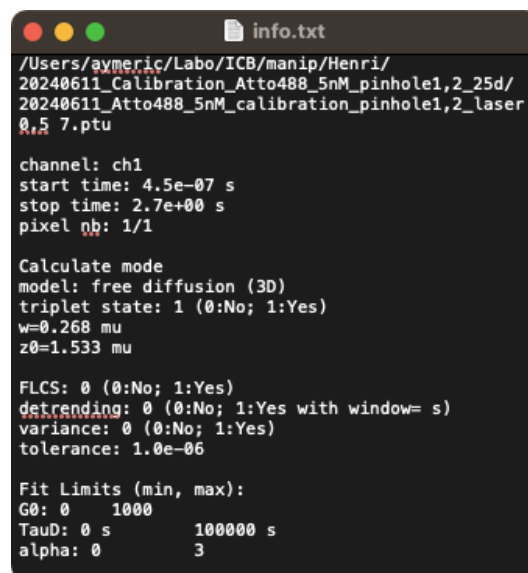 info.txt
/Users/aymeric/Labo/ICB/manip/Henri/
20240611_Calibration_Atto488_5nM_pinhole1,2_25d/
20240611_Atto488_5nM_calibration_pinhole1,2_laser
0,5 7.ptu
channel: ch1
start time: 4.5e-07 s
stop time: 2.7e+00 s
pixel nb: 1/1
Calculate mode
model: free diffusion (3D)
triplet state: 1 (0:No; 1:Yes)
w=0.268 mu
z0=1.533 mu
FLCS: 0 (0:No; 1:Yes)
detrending: 0 (0:No; 1:Yes with window= s)
variance: 0 (0:No; 1:Yes)
tolerance: 1.0e-06
Fit Limits (min, max):
G0: 0 1000
TauD: 0 s 100000 s
alpha: 0 3